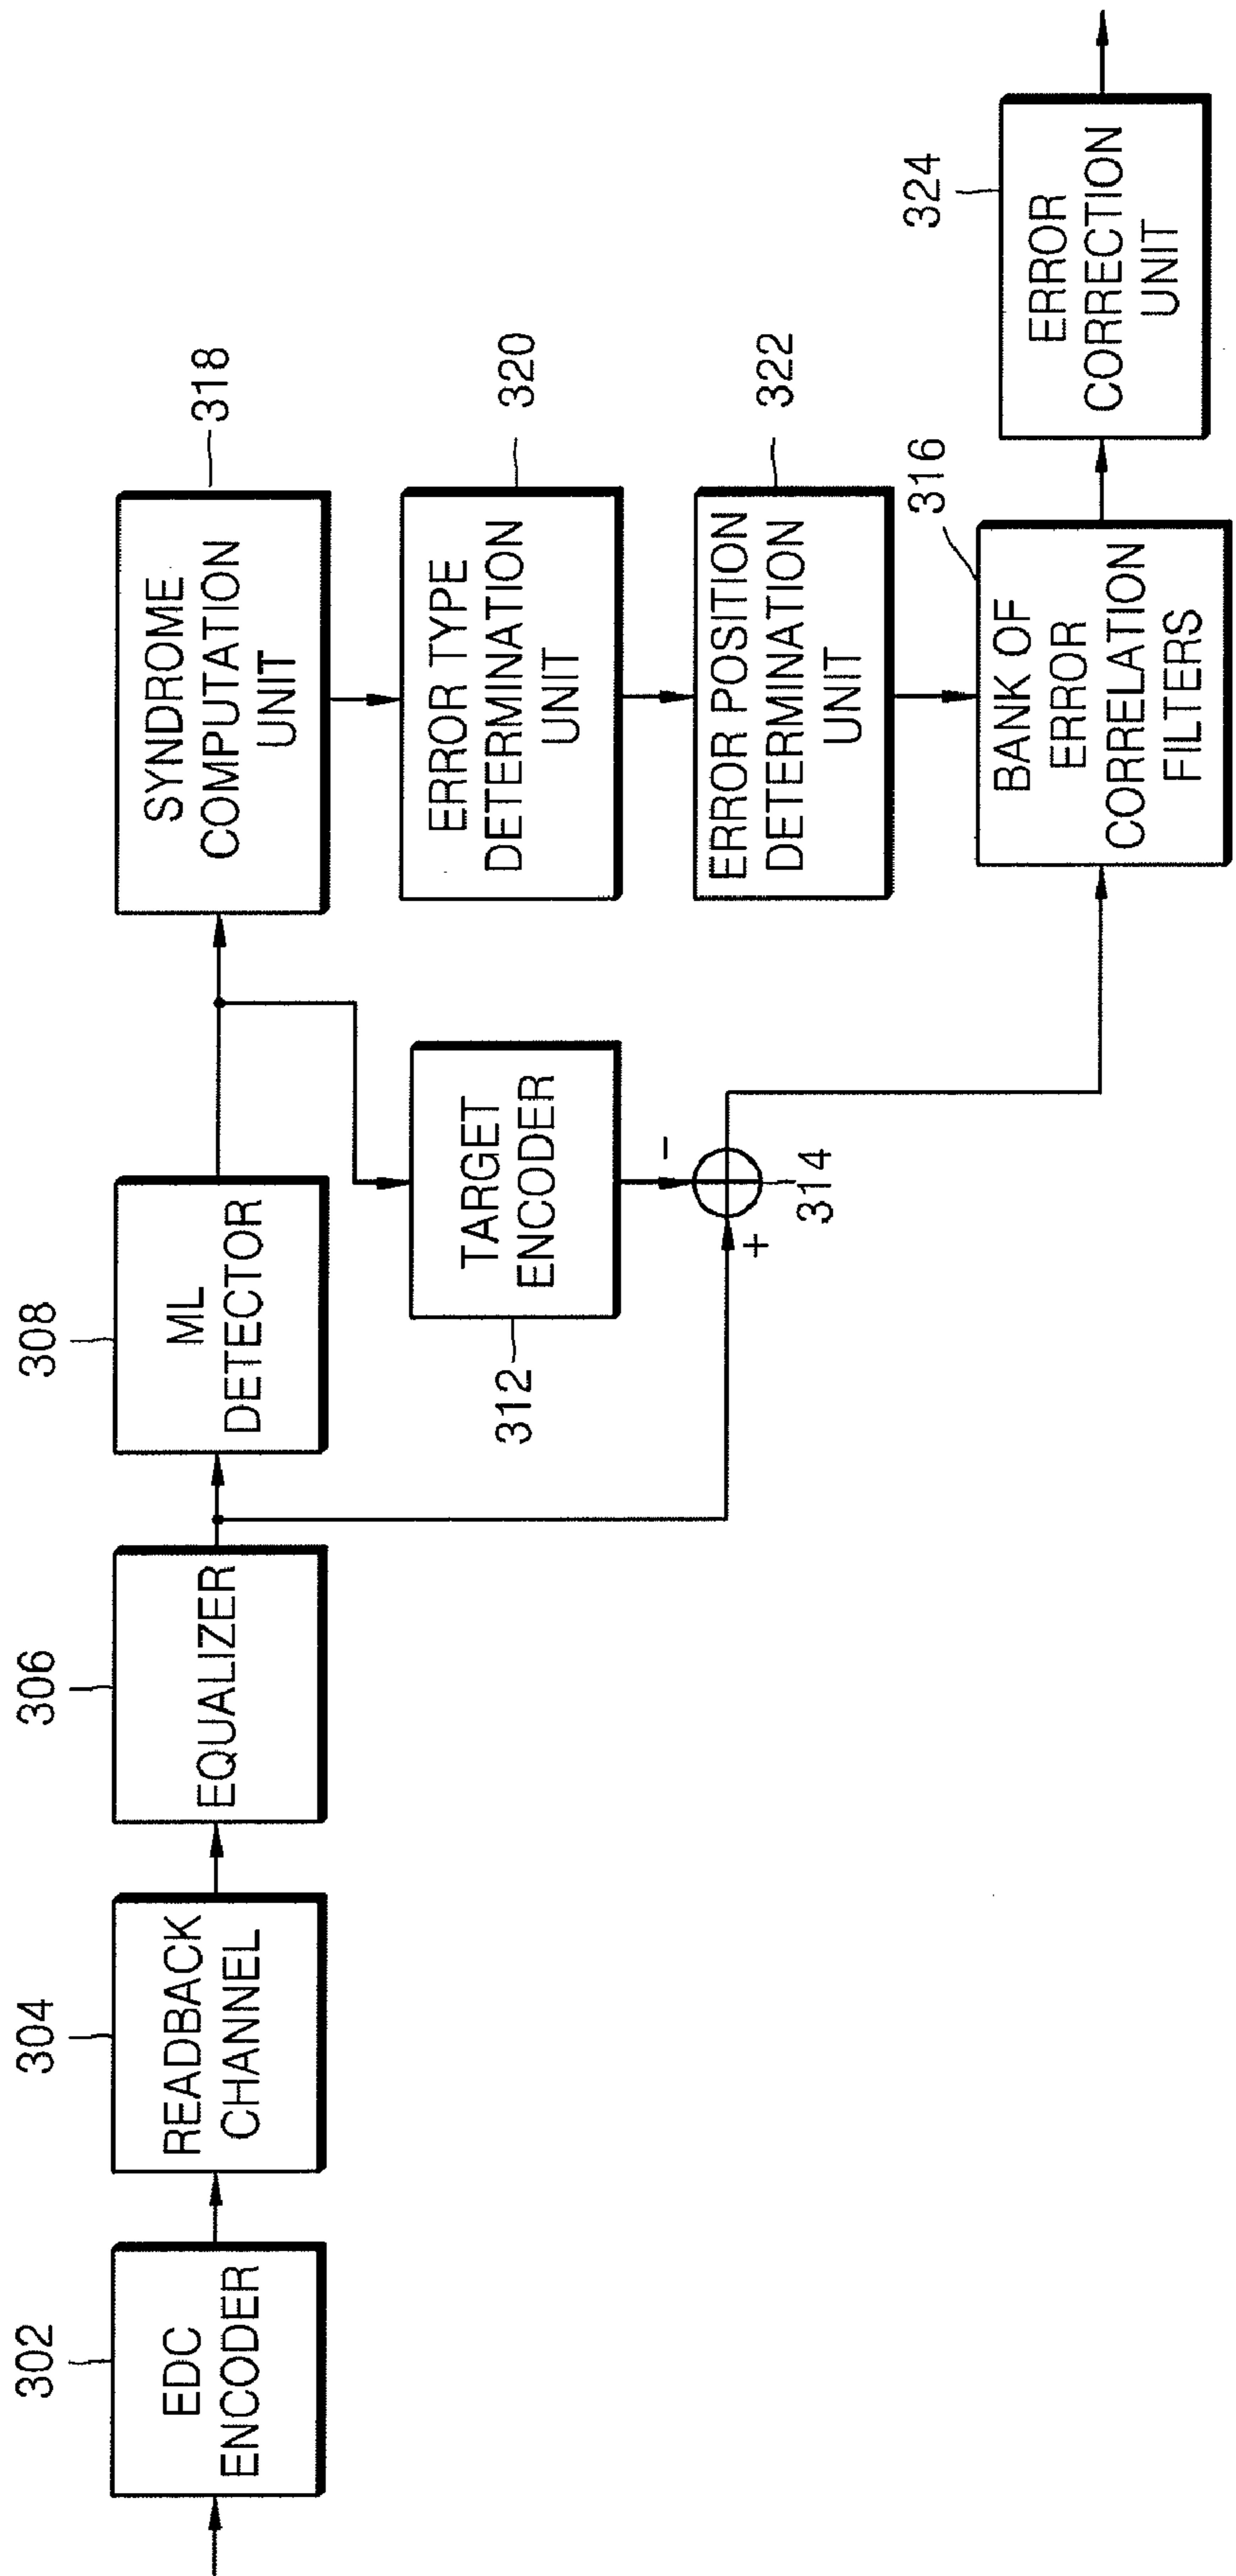 302
EDC
ENCODER
304
READBACK
CHANNEL
306
EQUALIZER
308
ML
DETECTOR
312
TARGET
ENCODER
-
+
314
318
SYNDROME
COMPUTATION
UNIT
320
ERROR TYPE
DETERMINATION
UNIT
322
ERROR POSITION
DETERMINATION
UNIT
316
BANK OF
ERROR
CORRELATION
FILTERS
324
ERROR
CORRECTION
UNIT